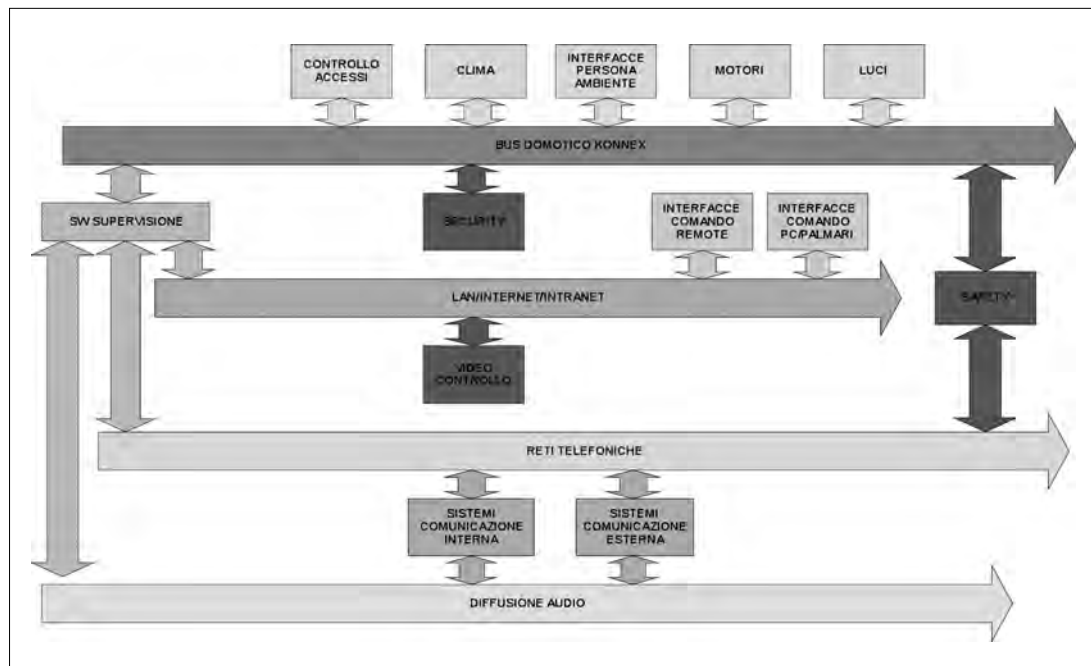 CONTROLLO
ACCESSI
CLIMA
INTERFACCE
PERSONA
AMBIENTE
MOTORI
LUCI
BUS DOMOTICO KONNEX
SW SUPERVISIONE
SECURITY
INTERFACCE
COMANDO
REMOTE
INTERFACCE
COMANDO
PC/PALMARI
LAN/INTERNET/INTRANET
SAFETY
VIDEO
CONTROLLO
RETI TELEFONICHE
SISTEMI
COMUNICAZIONE
INTERNA
SISTEMI
COMUNICAZIONE
ESTERNA
DIFFUSIONE AUDIO